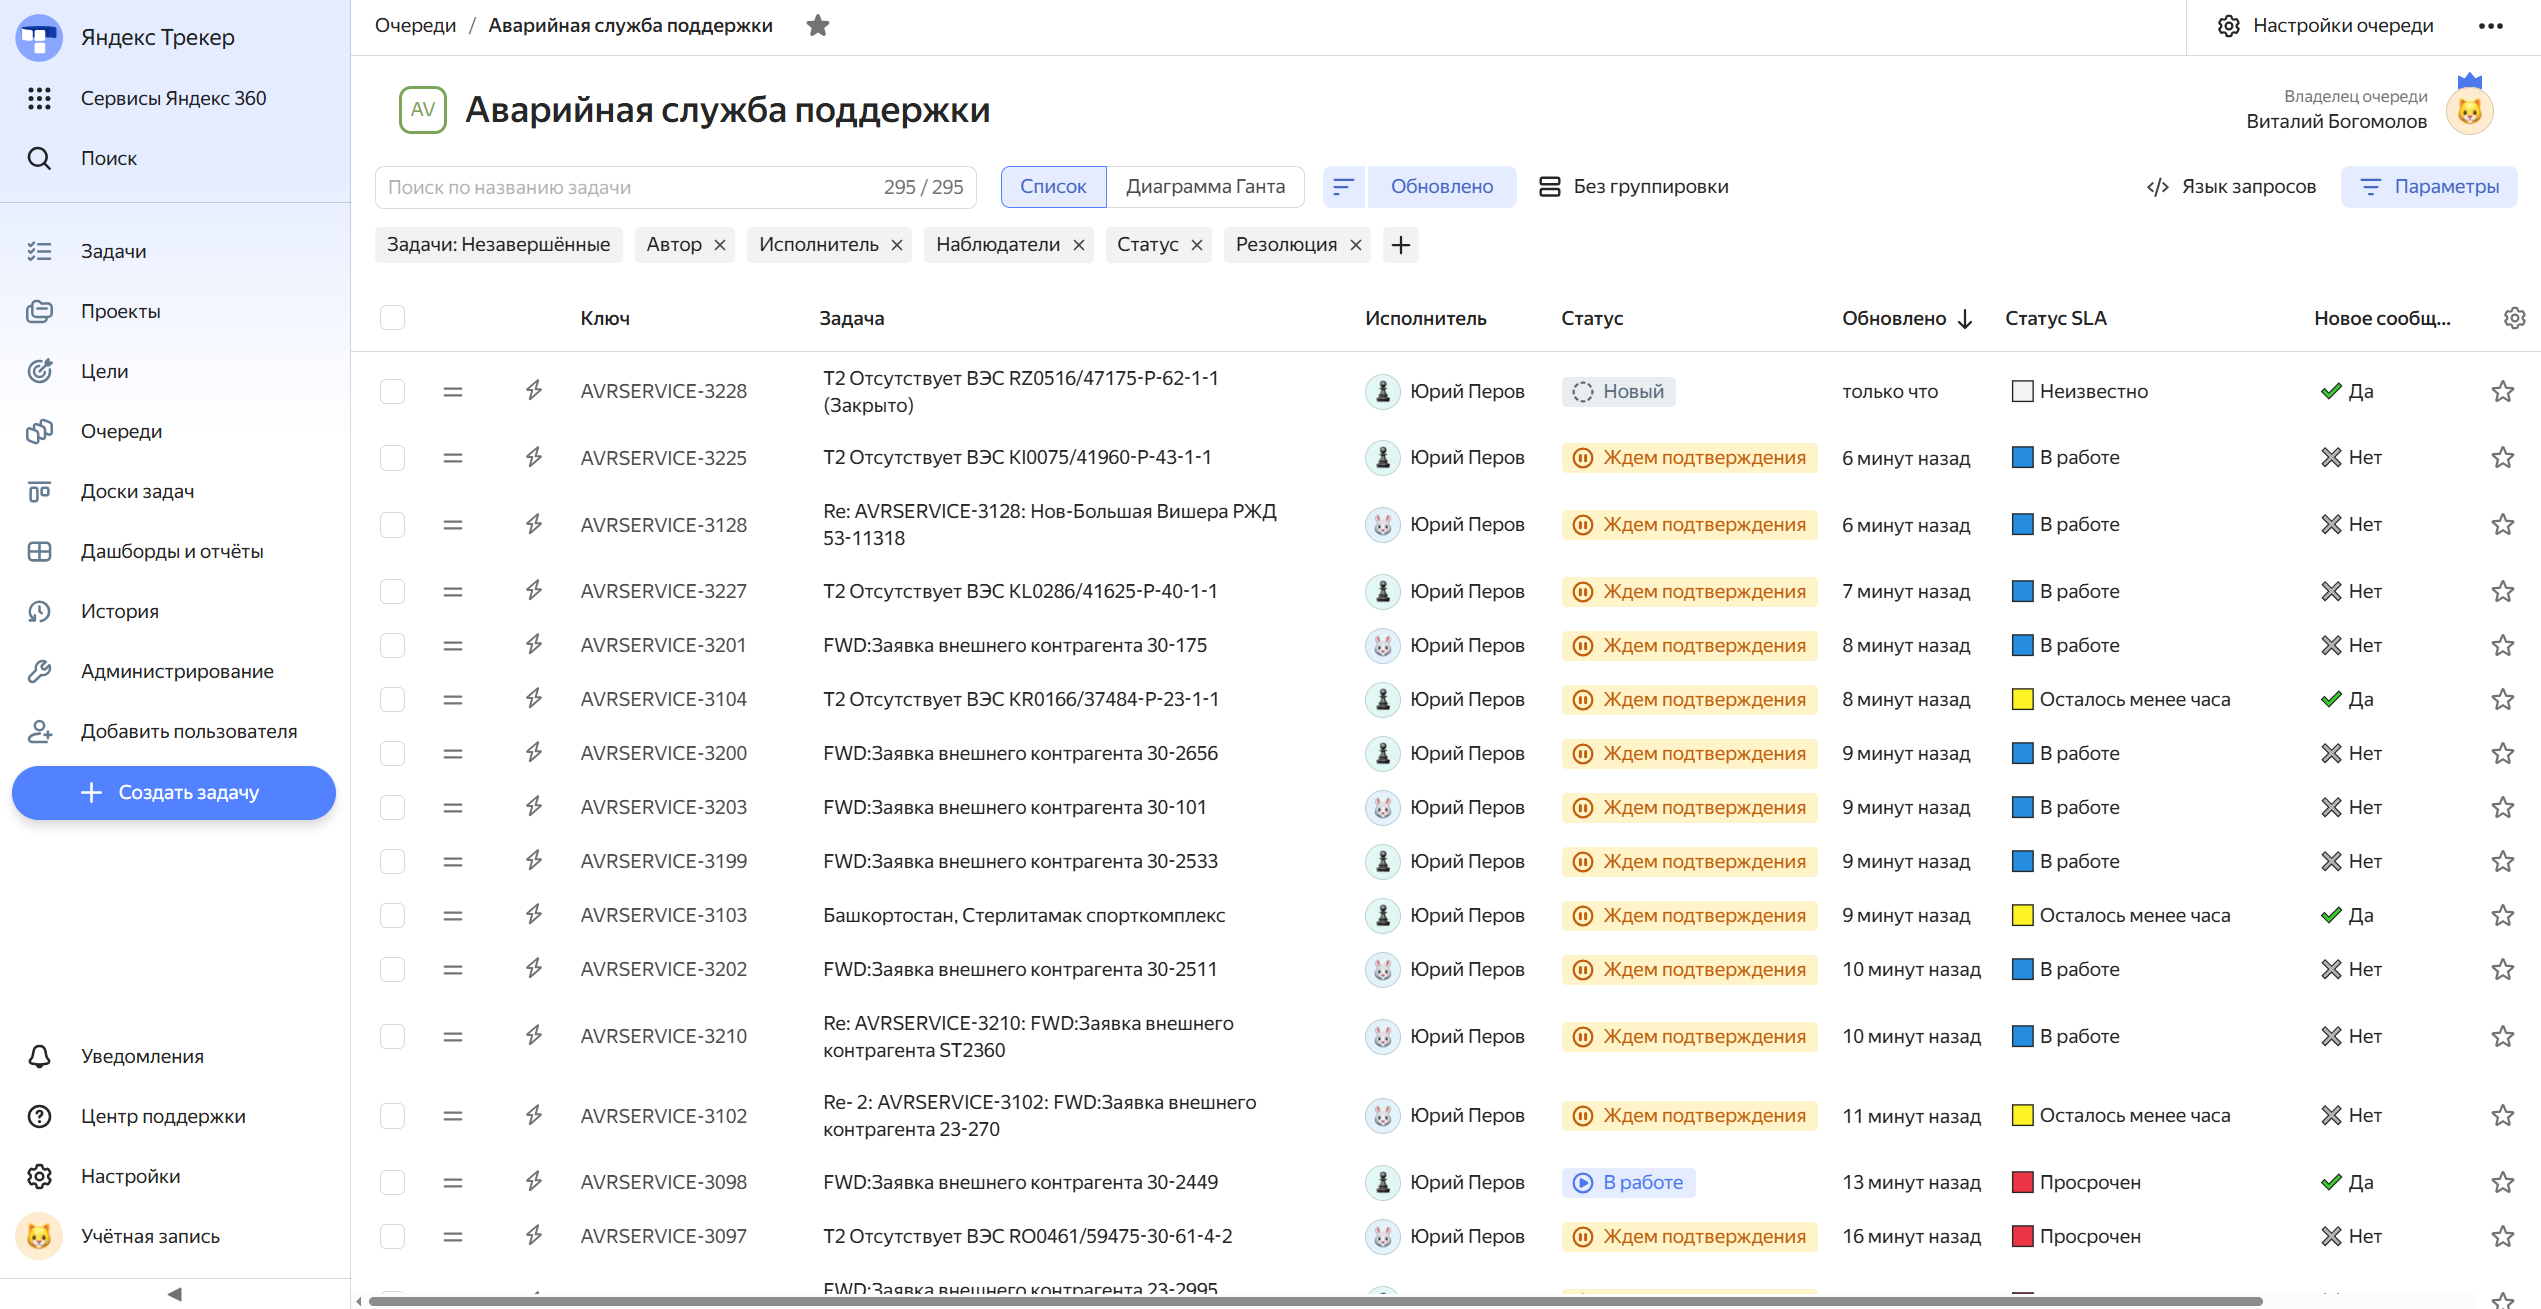 Яндекс Трекер
Сервисы Яндекс 360
Поиск
Задачи
Проекты
Цели
Очереди
Доски задач
Дашборды и отчёты
История
Администрирование
Добавить пользователя
Создать задачу
Уведомления
Центр поддержки
Настройки
Учётная запись
Очереди / Аварийная служба поддержки
Настройки очереди
AV Аварийная служба поддержки
Владелец очереди
Виталий Богомолов
Поиск по названию задачи 295 / 295 Список Диаграмма Ганта Обновлено Без группировки Язык запросов Параметры
Задачи: Незавершённые Автор Исполнитель Наблюдатели Статус Резолюция
Ключ Задача Исполнитель Статус Обновлено Статус SLA Новое сообщ...
AVRSERVICE-3228 Т2 Отсутствует ВЭС RZ0516/47175-P-62-1-1 (Закрыто) Юрий Перов Новый только что Неизвестно Да
AVRSERVICE-3225 Т2 Отсутствует ВЭС KI0075/41960-P-43-1-1 Юрий Перов Ждем подтверждения 6 минут назад В работе Нет
AVRSERVICE-3128 Re: AVRSERVICE-3128: Нов-Большая Вишера РЖД 53-11318 Юрий Перов Ждем подтверждения 6 минут назад В работе Нет
AVRSERVICE-3227 Т2 Отсутствует ВЭС KL0286/41625-P-40-1-1 Юрий Перов Ждем подтверждения 7 минут назад В работе Нет
AVRSERVICE-3201 FWD:Заявка внешнего контрагента 30-175 Юрий Перов Ждем подтверждения 8 минут назад В работе Нет
AVRSERVICE-3104 Т2 Отсутствует ВЭС KR0166/37484-P-23-1-1 Юрий Перов Ждем подтверждения 8 минут назад Осталось менее часа Да
AVRSERVICE-3200 FWD:Заявка внешнего контрагента 30-2656 Юрий Перов Ждем подтверждения 9 минут назад В работе Нет
AVRSERVICE-3203 FWD:Заявка внешнего контрагента 30-101 Юрий Перов Ждем подтверждения 9 минут назад В работе Нет
AVRSERVICE-3199 FWD:Заявка внешнего контрагента 30-2533 Юрий Перов Ждем подтверждения 9 минут назад В работе Нет
AVRSERVICE-3103 Башкортостан, Стерлитамак спорткомплекс Юрий Перов Ждем подтверждения 9 минут назад Осталось менее часа Да
AVRSERVICE-3202 FWD:Заявка внешнего контрагента 30-2511 Юрий Перов Ждем подтверждения 10 минут назад В работе Нет
AVRSERVICE-3210 Re: AVRSERVICE-3210: FWD:Заявка внешнего контрагента ST2360 Юрий Перов Ждем подтверждения 10 минут назад В работе Нет
AVRSERVICE-3102 Re- 2: AVRSERVICE-3102: FWD:Заявка внешнего контрагента 23-270 Юрий Перов Ждем подтверждения 11 минут назад Осталось менее часа Нет
AVRSERVICE-3098 FWD:Заявка внешнего контрагента 30-2449 Юрий Перов В работе 13 минут назад Просрочен Да
AVRSERVICE-3097 Т2 Отсутствует ВЭС RO0461/59475-30-61-4-2 Юрий Перов Ждем подтверждения 16 минут назад Просрочен Нет
FWD:Заявка внешнего контрагента 23-2995